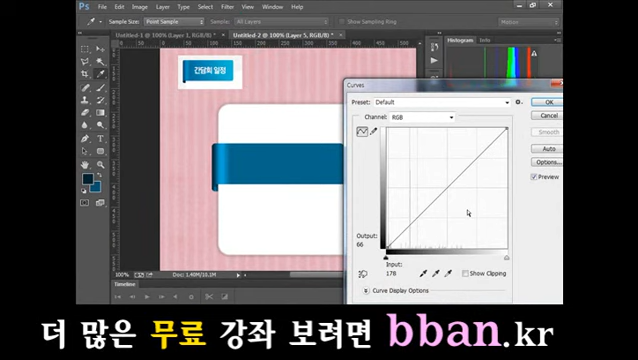 Ps File Edit Image Layer Type Select Filter View Window Help
Sample Size: Point Sample Sample: All Layers Show Sampling Ring Motion
Untitled-1 @ 100% (Layer 1, RGB/8) * × Untitled-2 @ 100% (Layer 5, RGB/8) * ×
Histogram
간담회 일정
Curves
Preset: Default OK
Channel: RGB Cancel
Smooth
Auto
Options...
Preview
Output:
66
Input:
178 Show Clipping
Curve Display Options
100% Doc: 1.40M/10.1M
Timeline
더 많은 무료 강좌 보려면 bban.kr